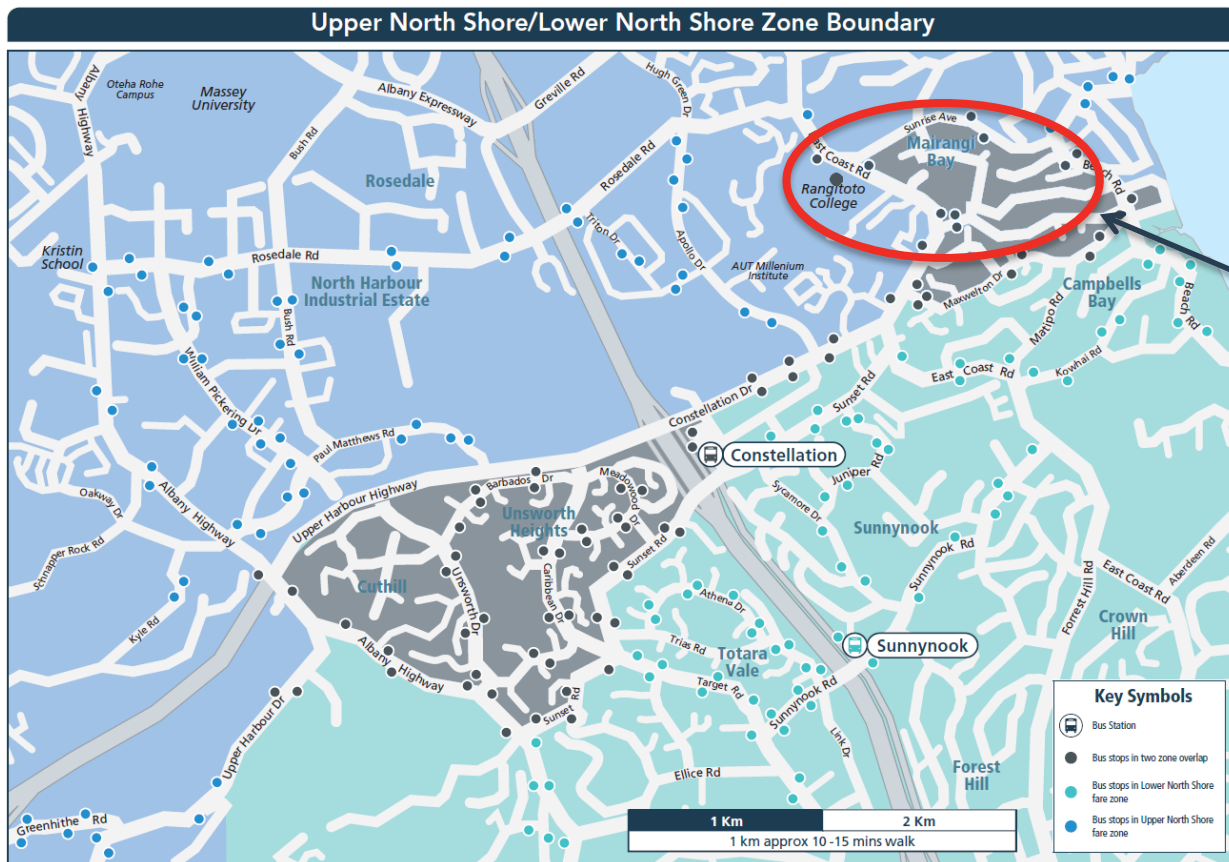 Upper North Shore/Lower North Shore Zone Boundary
Albany
Highway
Oteha Rohe
Campus
Massey
University
Albany Expressway
Greville Rd
Hugh Green Dr
Bush Rd
Rosedale
Rosedale Rd
Sunrise Ave
Mairangi
Bay
st Coast Rd
Rangitoto
College
Beach Rd
Kristin
School
Rosedale Rd
Triton Dr
Apollo Dr
AUT Millenium
Institute
North Harbour
Industrial Estate
Bush Rd
Maxwelton Dr
Campbells
Bay
Beach Rd
Matipo Rd
William Pickering Dr
East Coast Rd
Kowhai Rd
Constellation Dr
Sunset Rd
Paul Matthews Rd
Constellation
Juniper Rd
Oakway Dr
Albany Highway
Upper Harbour Highway
Barbados Dr
Meadowood Dr
Unsworth
Heights
Sycamore Dr
Sunnynook
Schnapper Rock Rd
Sunset Rd
Sunnynook Rd
Cuthill
Unsworth Dr
Caribbean Dr
Athena Dr
East Coast Rd
Aberdeen Rd
Forrest Hill Rd
Crown
Hill
Kyle Rd
Trias Rd
Totara
Vale
Sunnynook
Albany Highway
Target Rd
Sunnynook Rd
Upper Harbour Dr
Sunset Rd
Link Dr
Ellice Rd
Forest
Hill
Greenhithe Rd
Key Symbols
Bus Station
Bus stops in two zone overlap
Bus stops in Lower North Shore
fare zone
Bus stops in Upper North Shore
fare zone
1 Km
2 Km
1 km approx 10 -15 mins walk